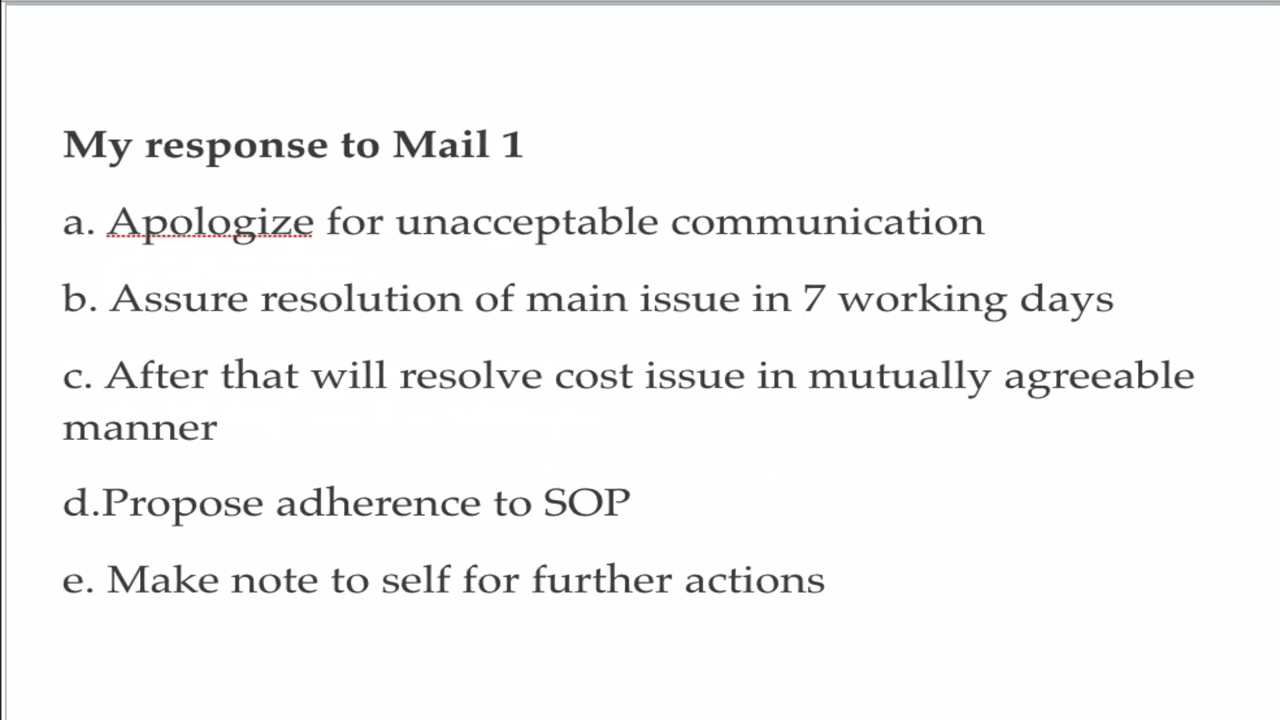 My response to Mail 1
a. Apologize for unacceptable communication
b. Assure resolution of main issue in 7 working days
c. After that will resolve cost issue in mutually agreeable
manner
d.Propose adherence to SOP
e. Make note to self for further actions